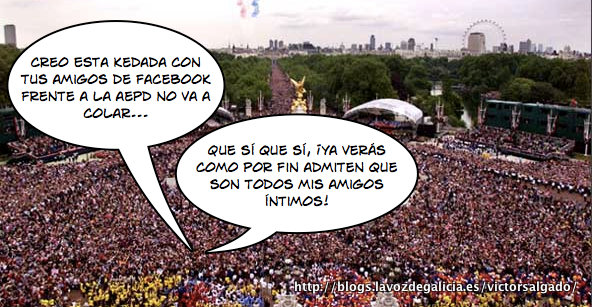 CREO ESTA KEDADA CON
TUS AMIGOS DE FACEBOOK
FRENTE A LA AEPD NO VA A
COLAR...
QUE SÍ QUE SÍ, ¡YA VERÁS
COMO POR FIN ADMITEN QUE
SON TODOS MIS AMIGOS
ÍNTIMOS!
http://blogs.lavozdegalicia.es/victorsalgado/